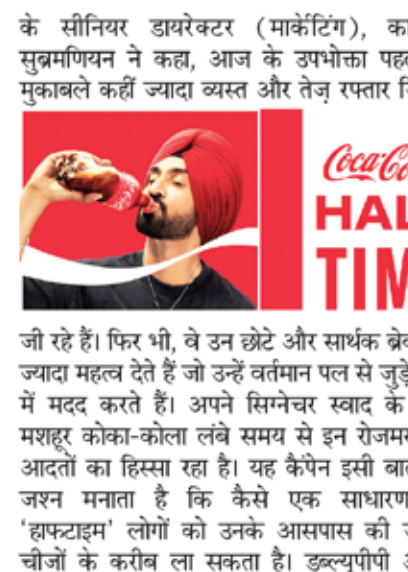 के सीनियर डायरेक्टर (मार्केटिंग),
सुब्रमणियन ने कहा, आज के उपभोक्ता
मुकाबले कहीं ज्यादा व्यस्त और तेज़ रफ्तार
Coca-Co
HAL
TIM
जी रहे हैं। फिर भी, वे उन छोटे और सार्थक
ज्यादा महत्व देते हैं जो उन्हें वर्तमान पल से
में मदद करते हैं। अपने सिग्नेचर स्वाद के
मशहूर कोका-कोला लंबे समय से इन
आदतों का हिस्सा रहा है। यह कैंपेन इसी
जश्न मनाता है कि कैसे एक साधारण
‘हाफटाइम’ लोगों को उनके आसपास की
चीजों के करीब ला सकता है। डब्ल्यूपीपी